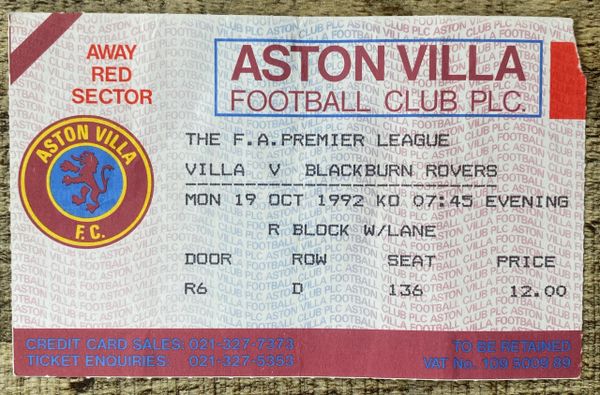 AWAY
RED
SECTOR
ASTON VILLA
FOOTBALL CLUB PLC.
ASTON VILLA
F.C.
THE F.A.PREMIER LEAGUE
VILLA V BLACKBURN ROVERS
MON 19 OCT 1992 KO 07:45 EVENING
R BLOCK W/LANE
DOOR ROW SEAT PRICE
R6 D 136 12.00
CREDIT CARD SALES: 021-327-7373
TICKET ENQUIRIES: 021-327-5353
TO BE RETAINED
VAT No. 109 5009 89